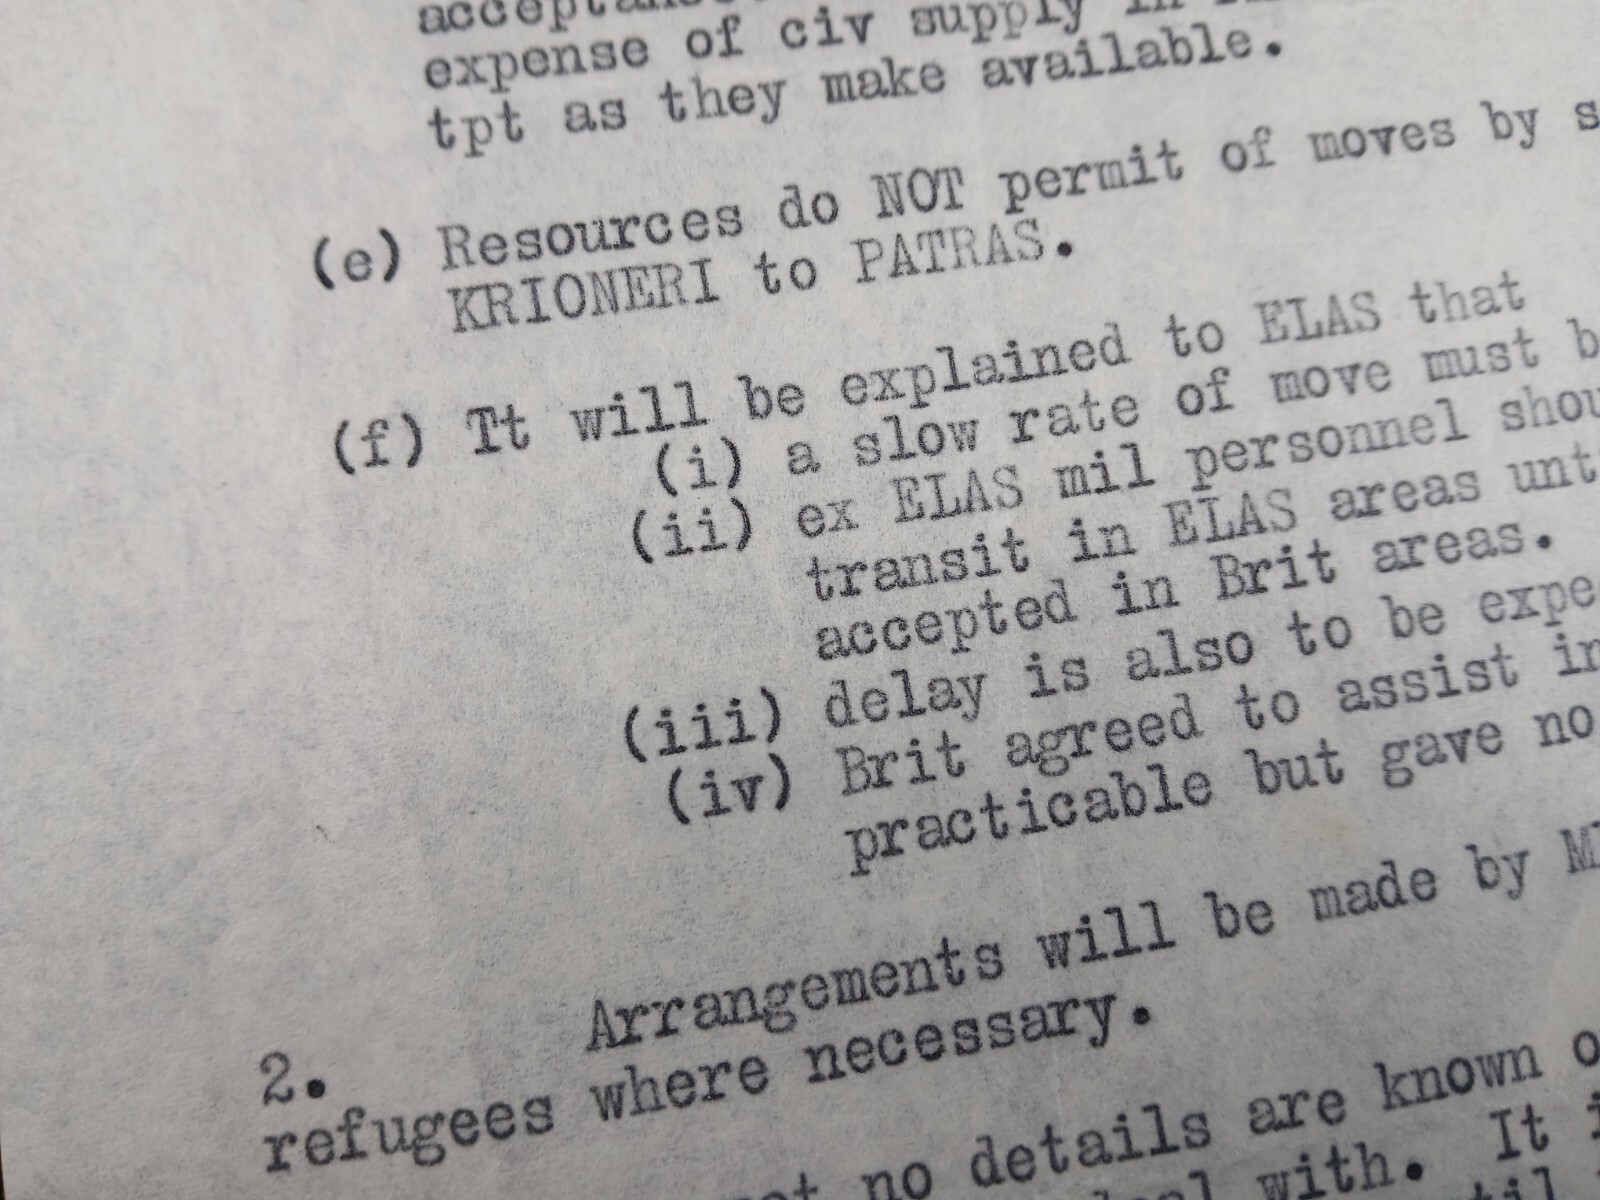 expense of civ supply in
tpt as they make available.
(e) Resources do NOT permit of moves by
KRIONERI to PATRAS.
(f) Tt will be explained to ELAS that
(i) a slow rate of move must
(ii) ex ELAS mil personnel
transit in ELAS areas
accepted in Brit areas.
(iii) delay is also to be
(iv) Brit agreed to assist
practicable but gave no
2. Arrangements will be made by
refugees where necessary.
no details are known
with. It